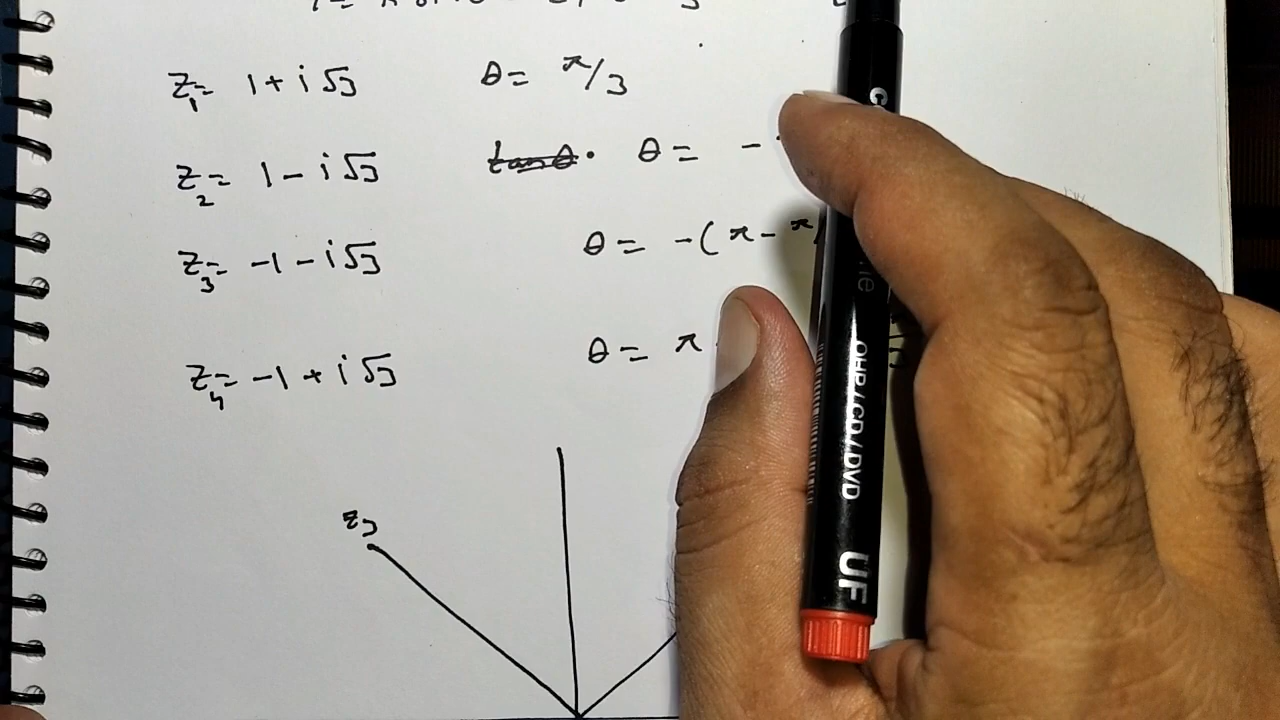 z₁= 1 + i √3 θ = π/3
z₂= 1 - i √3 tanθ. θ = -
z₃= -1 - i √3 θ = -(π - π/
z₄= -1 + i √3 θ = π
z₃
OHP/CD/DVD
UF